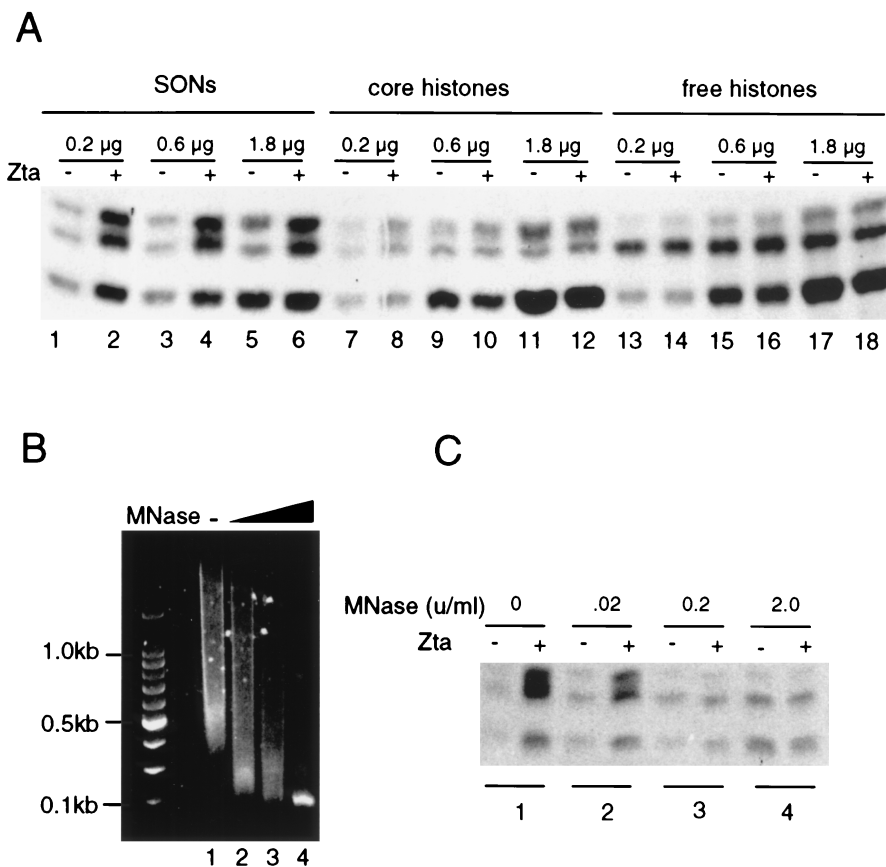 A
SONs core histones free histones
0.2 µg 0.6 µg 1.8 µg 0.2 µg 0.6 µg 1.8 µg 0.2 µg 0.6 µg 1.8 µg
Zta - + - + - + - + - + - + - + - + - +
1 2 3 4 5 6 7 8 9 10 11 12 13 14 15 16 17 18
B
MNase -
1.0kb
0.5kb
0.1kb
1 2 3 4
C
MNase (u/ml) 0 .02 0.2 2.0
Zta - + - + - + - +
1 2 3 4